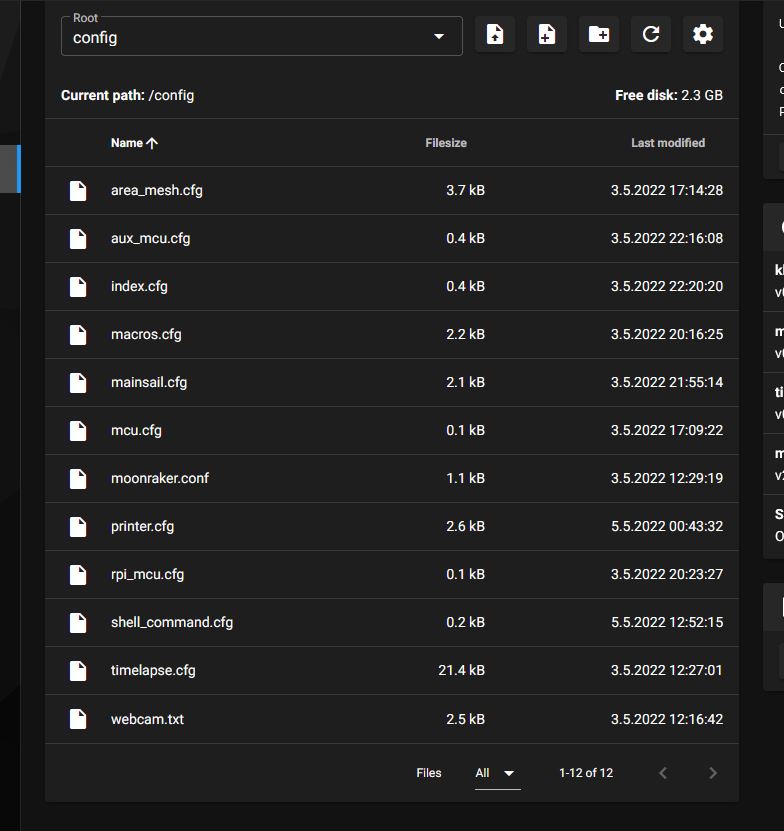 Root
config
Current path: /config Free disk: 2.3 GB
Name Filesize Last modified
area_mesh.cfg 3.7 kB 3.5.2022 17:14:28
aux_mcu.cfg 0.4 kB 3.5.2022 22:16:08
index.cfg 0.4 kB 3.5.2022 22:20:20
macros.cfg 2.2 kB 3.5.2022 20:16:25
mainsail.cfg 2.1 kB 3.5.2022 21:55:14
mcu.cfg 0.1 kB 3.5.2022 17:09:22
moonraker.conf 1.1 kB 3.5.2022 12:29:19
printer.cfg 2.6 kB 5.5.2022 00:43:32
rpi_mcu.cfg 0.1 kB 3.5.2022 20:23:27
shell_command.cfg 0.2 kB 5.5.2022 12:52:15
timelapse.cfg 21.4 kB 3.5.2022 12:27:01
webcam.txt 2.5 kB 3.5.2022 12:16:42
Files All 1-12 of 12